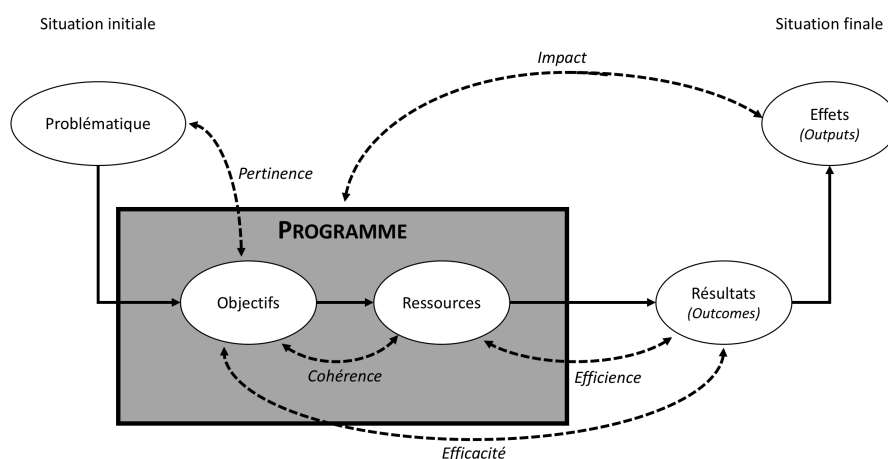 Situation initiale
Situation finale
Impact
Problématique
Effets
(Outputs)
Pertinence
PROGRAMME
Objectifs
Ressources
Résultats
(Outcomes)
Cohérence
Efficience
Efficacité